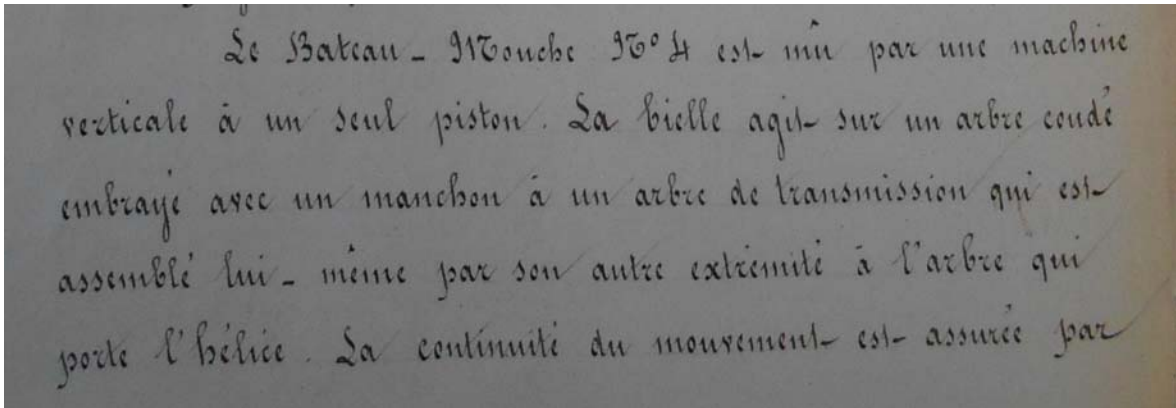 Le Bateau-Mouche N° 4 est mû par une machine
verticale à un seul piston. La bielle agit sur un arbre coudé
embrayé avec un manchon à un arbre de transmission qui est
assemblé lui-même par son autre extrémité à l'arbre qui
porte l'hélice. La continuité du mouvement est assurée par